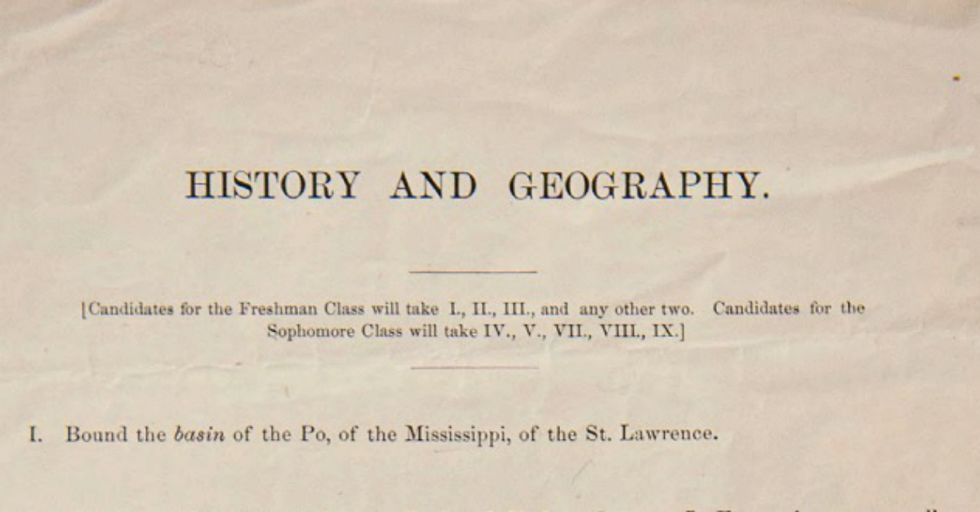 HISTORY AND GEOGRAPHY.
[Candidates for the Freshman Class will take I., II., III., and any other two. Candidates for the
Sophomore Class will take IV., V., VII., VIII., IX.]
I. Bound the basin of the Po, of the Mississippi, of the St. Lawrence.